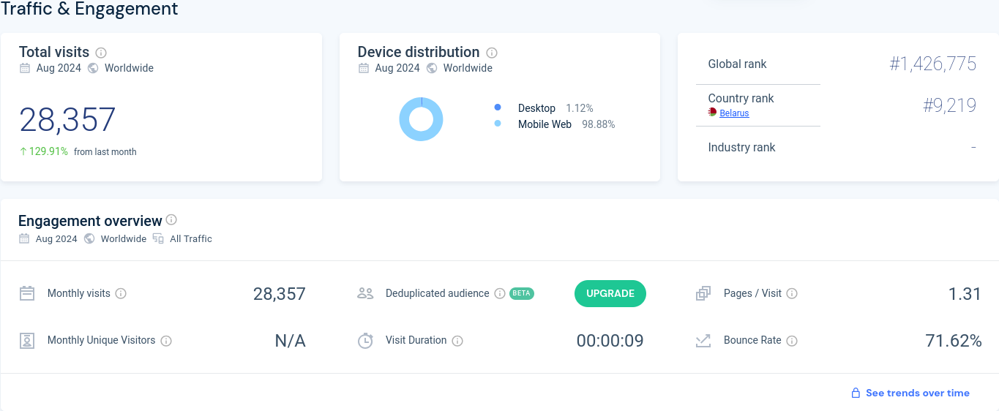 Traffic & Engagement
Total visits
Aug 2024 Worldwide
28,357
↑ 129.91% from last month
Device distribution
Aug 2024 Worldwide
Desktop 1.12%
Mobile Web 98.88%
Global rank #1,426,775
Country rank #9,219
Belarus
Industry rank -
Engagement overview
Aug 2024 Worldwide All Traffic
Monthly visits 28,357
Deduplicated audience BETA UPGRADE
Pages / Visit 1.31
Monthly Unique Visitors N/A
Visit Duration 00:00:09
Bounce Rate 71.62%
See trends over time